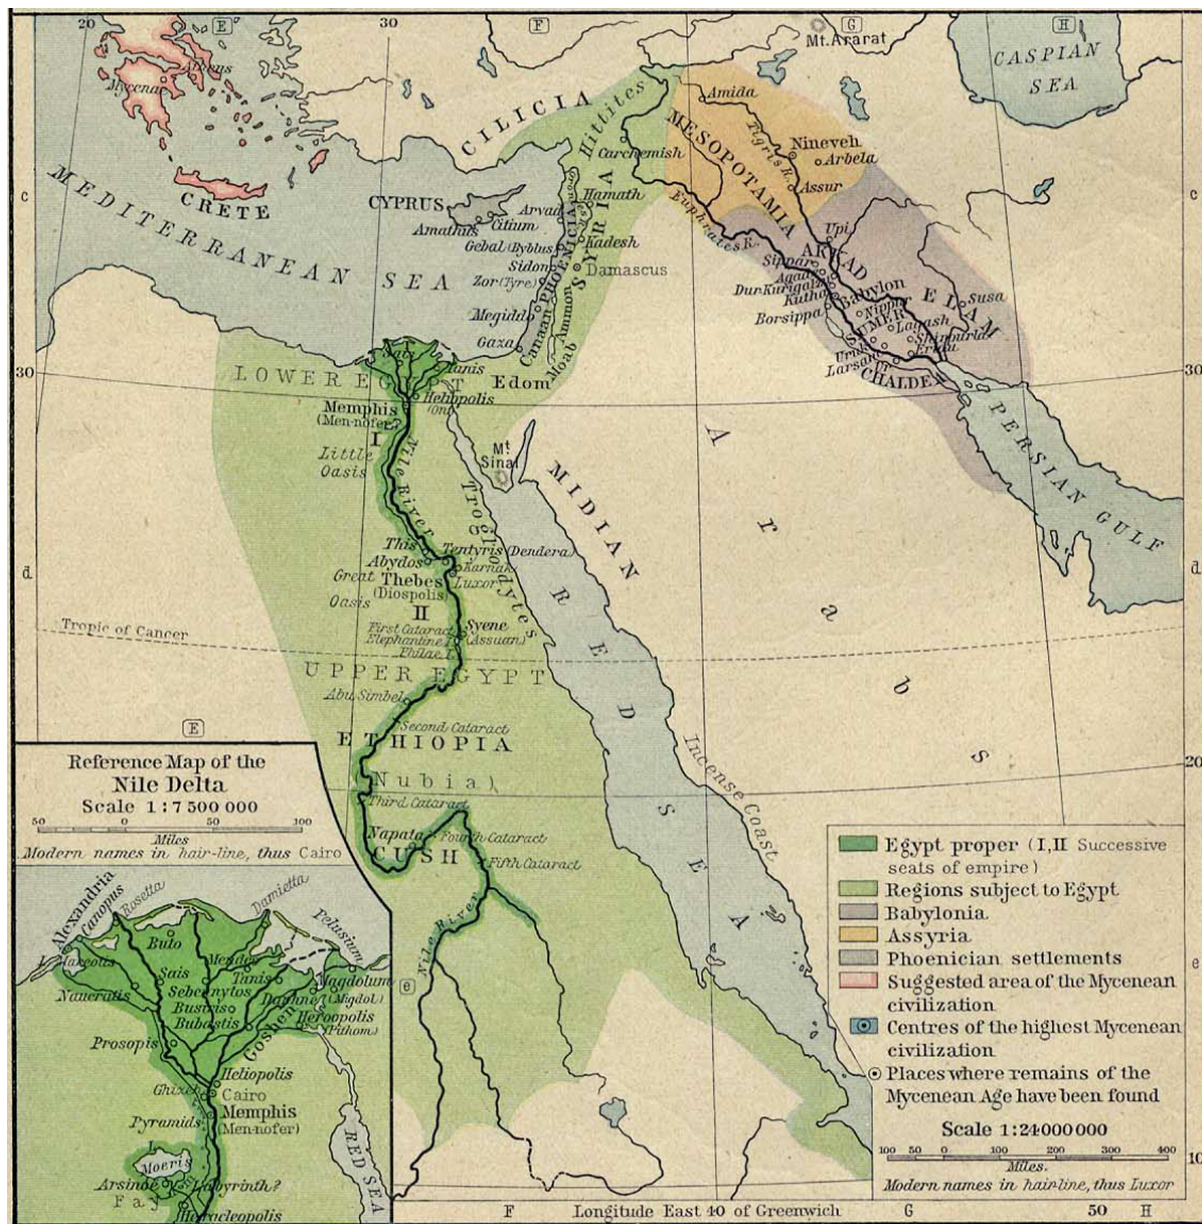 20
E
30
F
G
H
Mt. Ararat
CASPIAN
SEA
Athens
Mycenae
CILICIA
Hittites
Amida
MESOPOTAMIA
Tigris R.
Nineveh
Arbela
Carchemish
Assur
c
c
CRETE
MEDITERRANEAN SEA
CYPRUS
Citium
Amathus
Arvad
Hamath
SYRIA
PHOENICIA
Gebal (Byblus)
Kadesh
Sidon
Damascus
Zor (Tyre)
Euphrates R.
Upi
AKKAD
Sippar
Agade
Dur-Kurigalzu
Kutha
Babylon
Borsippa
Nippur
ELAM
Susa
SUMER
Lagash
Shirpurla
Uruk
Eridu
Larsam
Ur
CHALDEA
Megiddo
Canaan
Ammon
Gaza
Moab
Edom
30
30
Sais
Tanis
LOWER EGYPT
Heliopolis
(On)
Memphis
(Men-nofer)
I
Little
Oasis
Nile River
Mt.
Sinai
MIDIAN
Troglodytes
PERSIAN GULF
Arabs
d
d
This
Abydos
Tentyris (Dendera)
Karnak
Great
Oasis
Thebes
(Diospolis)
Luxor
II
First Cataract
Elephantine I.
Philae I.
Syene
(Assuan)
Tropic of Cancer
UPPER EGYPT
Abu Simbel
RED SEA
Second Cataract
ETHIOPIA
(Nubia)
Incense Coast
20
E
Third Cataract
Napata
Fourth Cataract
CUSH
Fifth Cataract
Nile River
e
e
Reference Map of the
Nile Delta
Scale 1:7 500 000
50 0 50 100
Miles
Modern names in hair-line, thus Cairo
Alexandria
Canopus
Rosetta
Damietta
Pelusium
L. Mareotis
Buto
Mendes
Sais
Tanis
Magdolum
(Migdol)
Naucratis
Sebennytos
Daphne
Busiris
Bubastis
Goshen
Heroopolis
(Pithom)
Prosopis
Heliopolis
Ghizeh
Cairo
Pyramids
Memphis
(Men-nofer)
L.
Moeris
Arsinoe
Labyrinth?
Fayum
Heracleopolis
RED SEA
Egypt proper (I,II Successive
seats of empire)
Regions subject to Egypt
Babylonia
Assyria
Phoenician settlements
Suggested area of the Mycenean
civilization
Centres of the highest Mycenean
civilization
Places where remains of the
Mycenean Age have been found
Scale 1:24000000
100 0 100 200 300 400
Miles.
Modern names in hairline, thus Luxor
10
F
Longitude East 40 of Greenwich
G
50
H